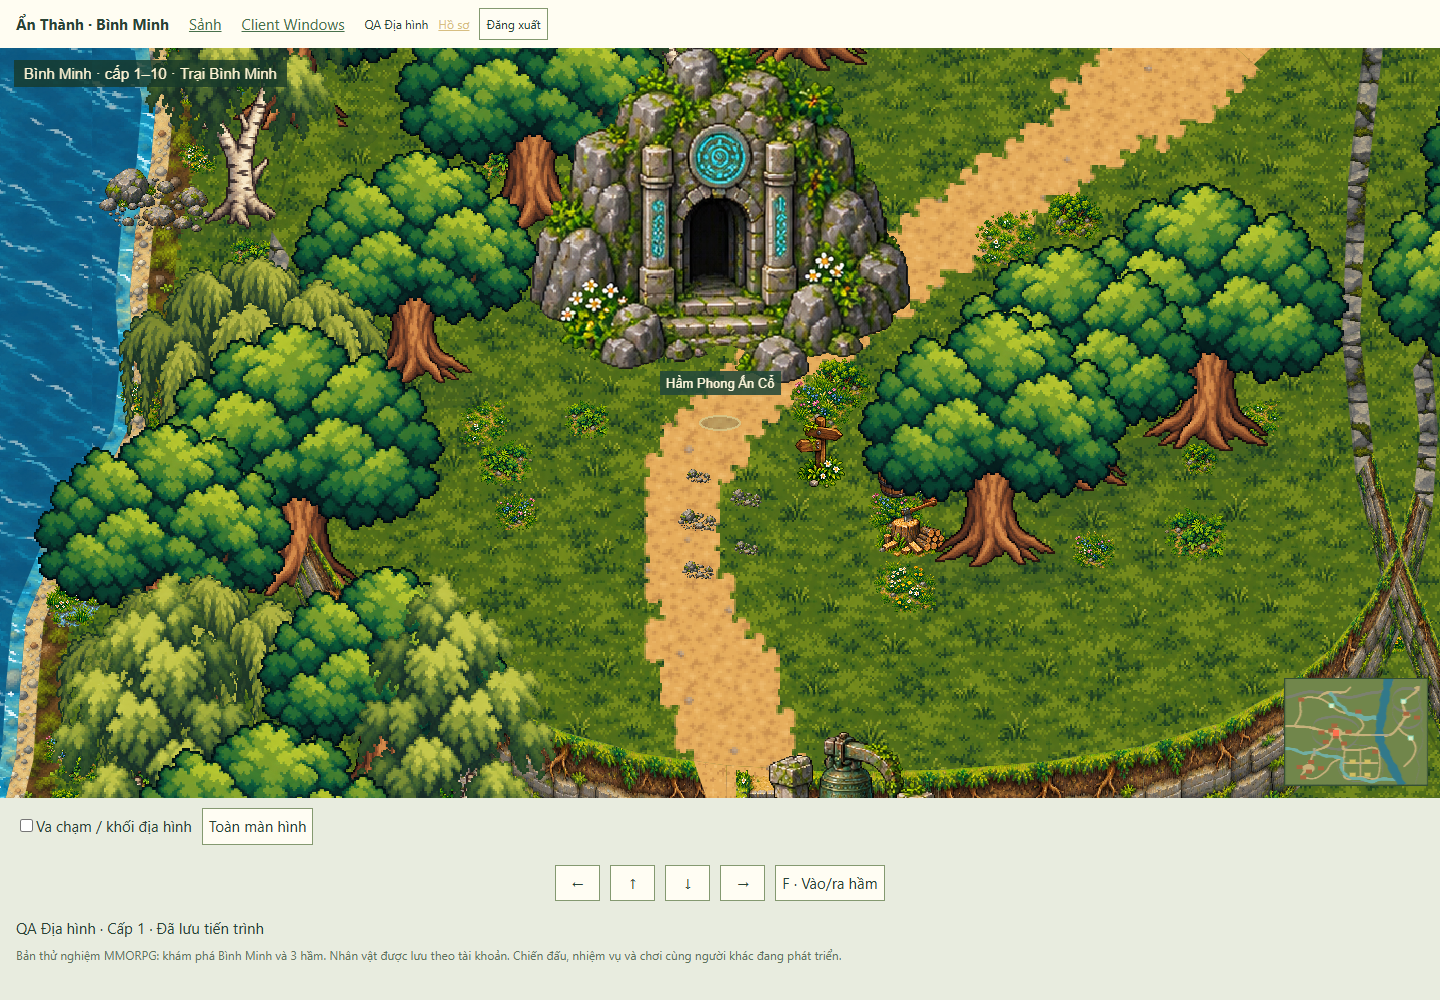 Ẩn Thành · Bình Minh Sảnh Client Windows QA Địa hình Hồ sơ Đăng xuất
Bình Minh · cấp 1–10 · Trại Bình Minh
Hầm Phong Ấn Cổ
Va chạm / khối địa hình Toàn màn hình
← ↑ ↓ → F · Vào/ra hầm
QA Địa hình · Cấp 1 · Đã lưu tiến trình
Bản thử nghiệm MMORPG: khám phá Bình Minh và 3 hầm. Nhân vật được lưu theo tài khoản. Chiến đấu, nhiệm vụ và chơi cùng người khác đang phát triển.